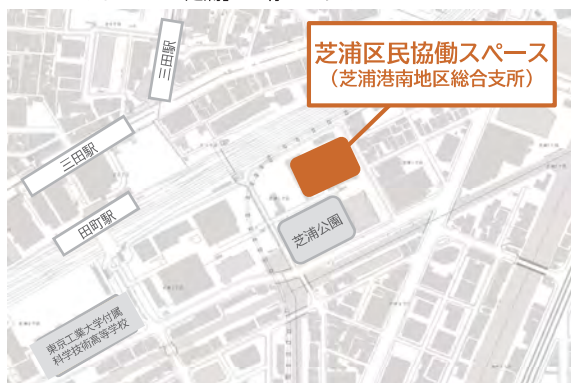 芝浦区民協働スペース
(芝浦港南地区総合支所)
三田駅
三田駅
田町駅
芝浦公園
東京工業大学付属
科学技術高等学校